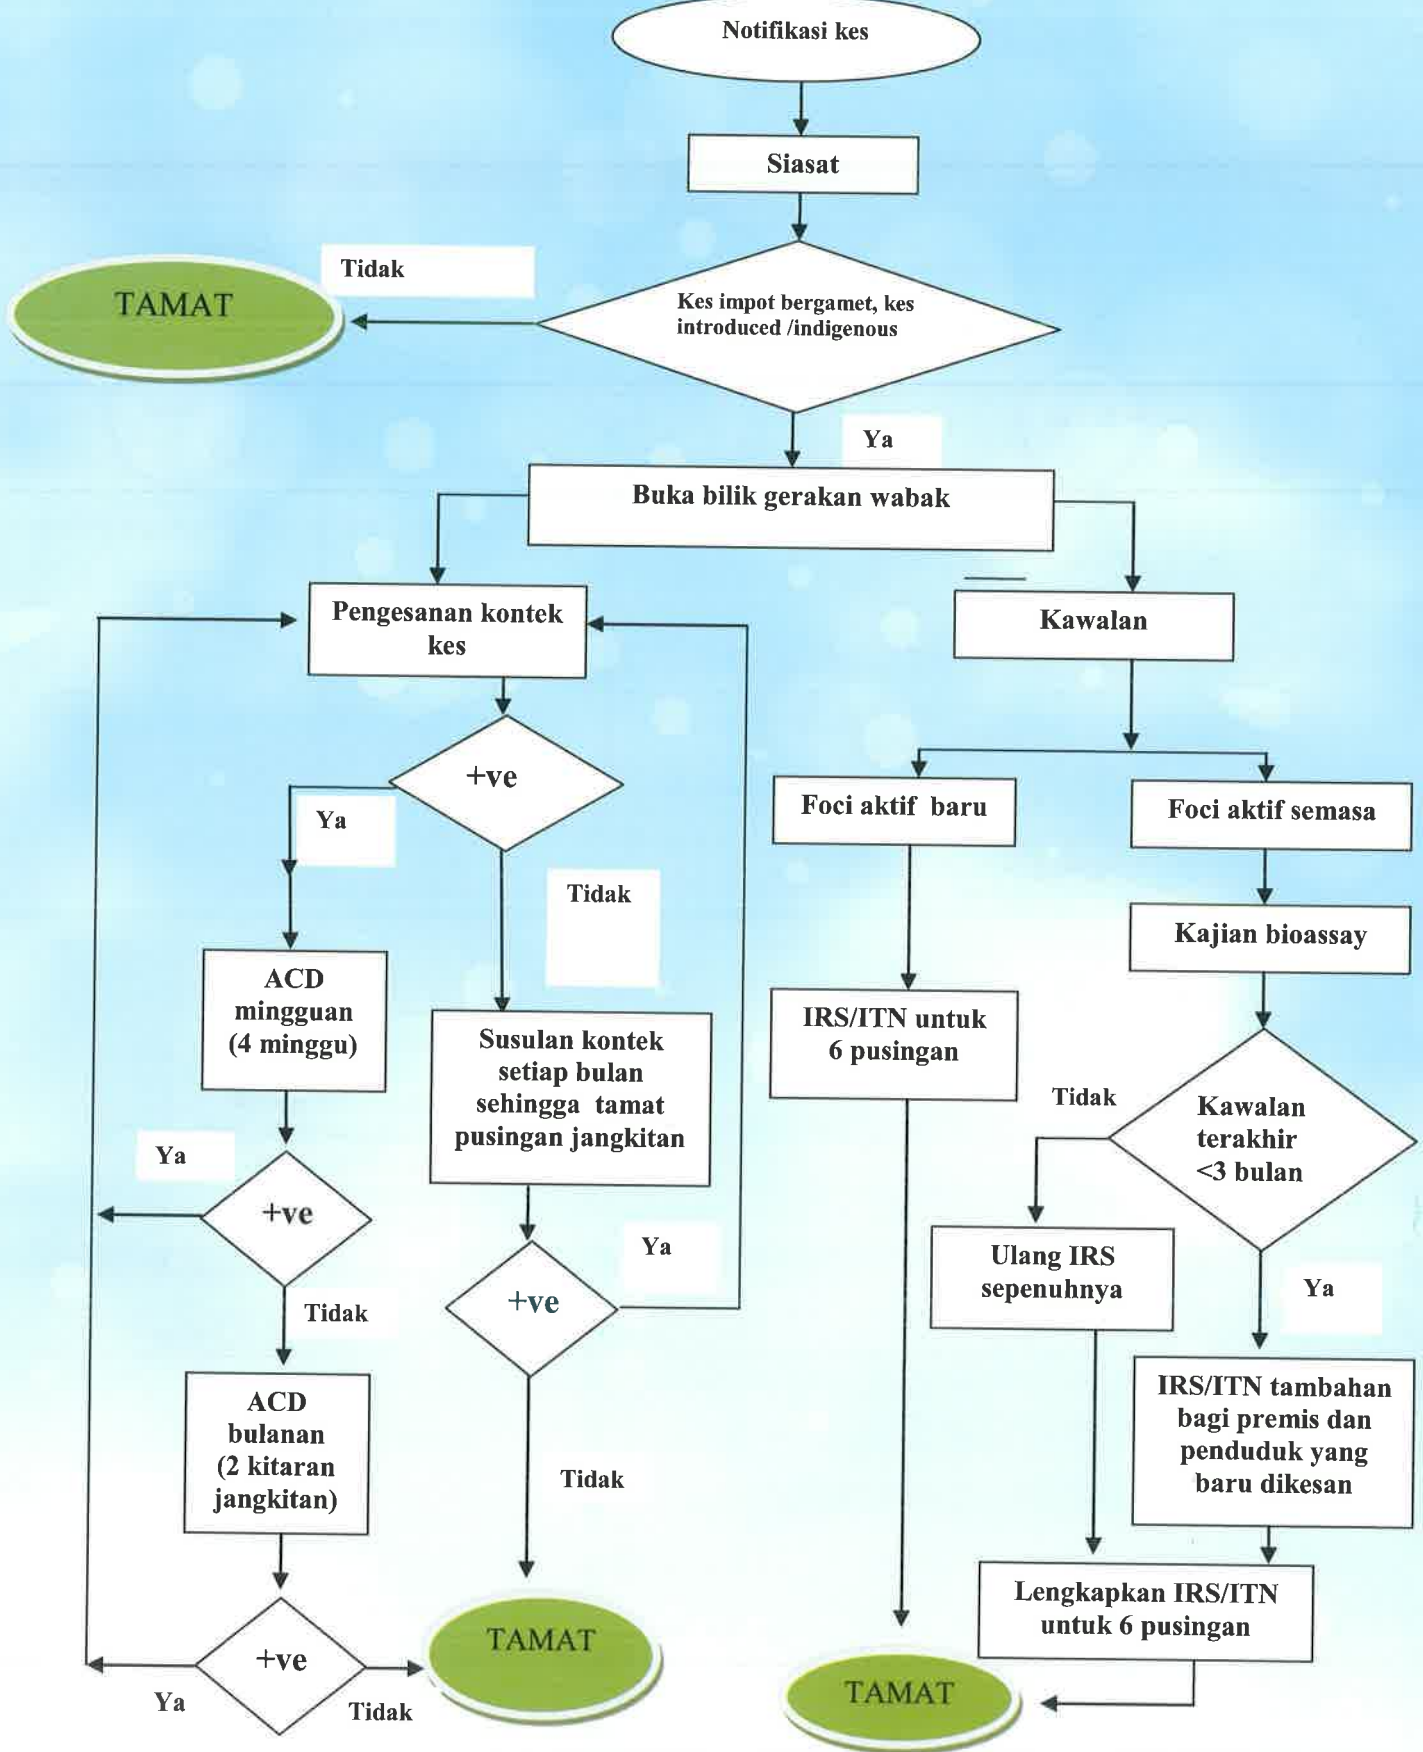 Notifikasi kes
Siasat
Tidak
TAMAT
Kes impot bergamet, kes
introduced /indigenous
Ya
Buka bilik gerakan wabak
Pengesanan kontek
kes
+ve
Ya
Tidak
ACD
mingguan
(4 minggu)
Ya
+ve
Tidak
ACD
bulanan
(2 kitaran
jangkitan)
+ve
Ya
Tidak
Susulan kontek
setiap bulan
sehingga tamat
pusingan jangkitan
+ve
Ya
Tidak
TAMAT
Kawalan
Foci aktif baru
IRS/ITN untuk
6 pusingan
Foci aktif semasa
Kajian bioassay
Kawalan
terakhir
<3 bulan
Tidak
Ulang IRS
sepenuhnya
Ya
IRS/ITN tambahan
bagi premis dan
penduduk yang
baru dikesan
Lengkapkan IRS/ITN
untuk 6 pusingan
TAMAT